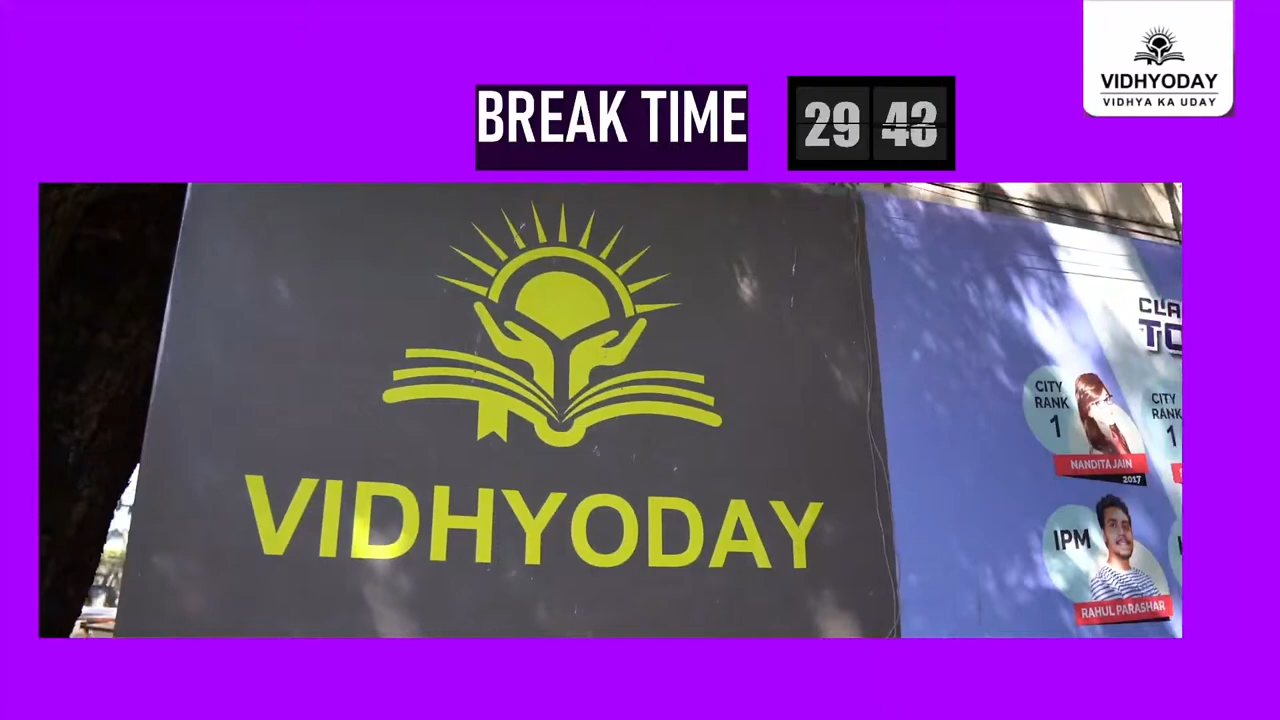 VIDHYODAY
VIDHYA KA UDAY
BREAK TIME
29
VIDHYODAY
CITY
RANK
1
NANDITA JAIN
2017
CITY
RANK
1
IPM
RAHUL PARASHAR